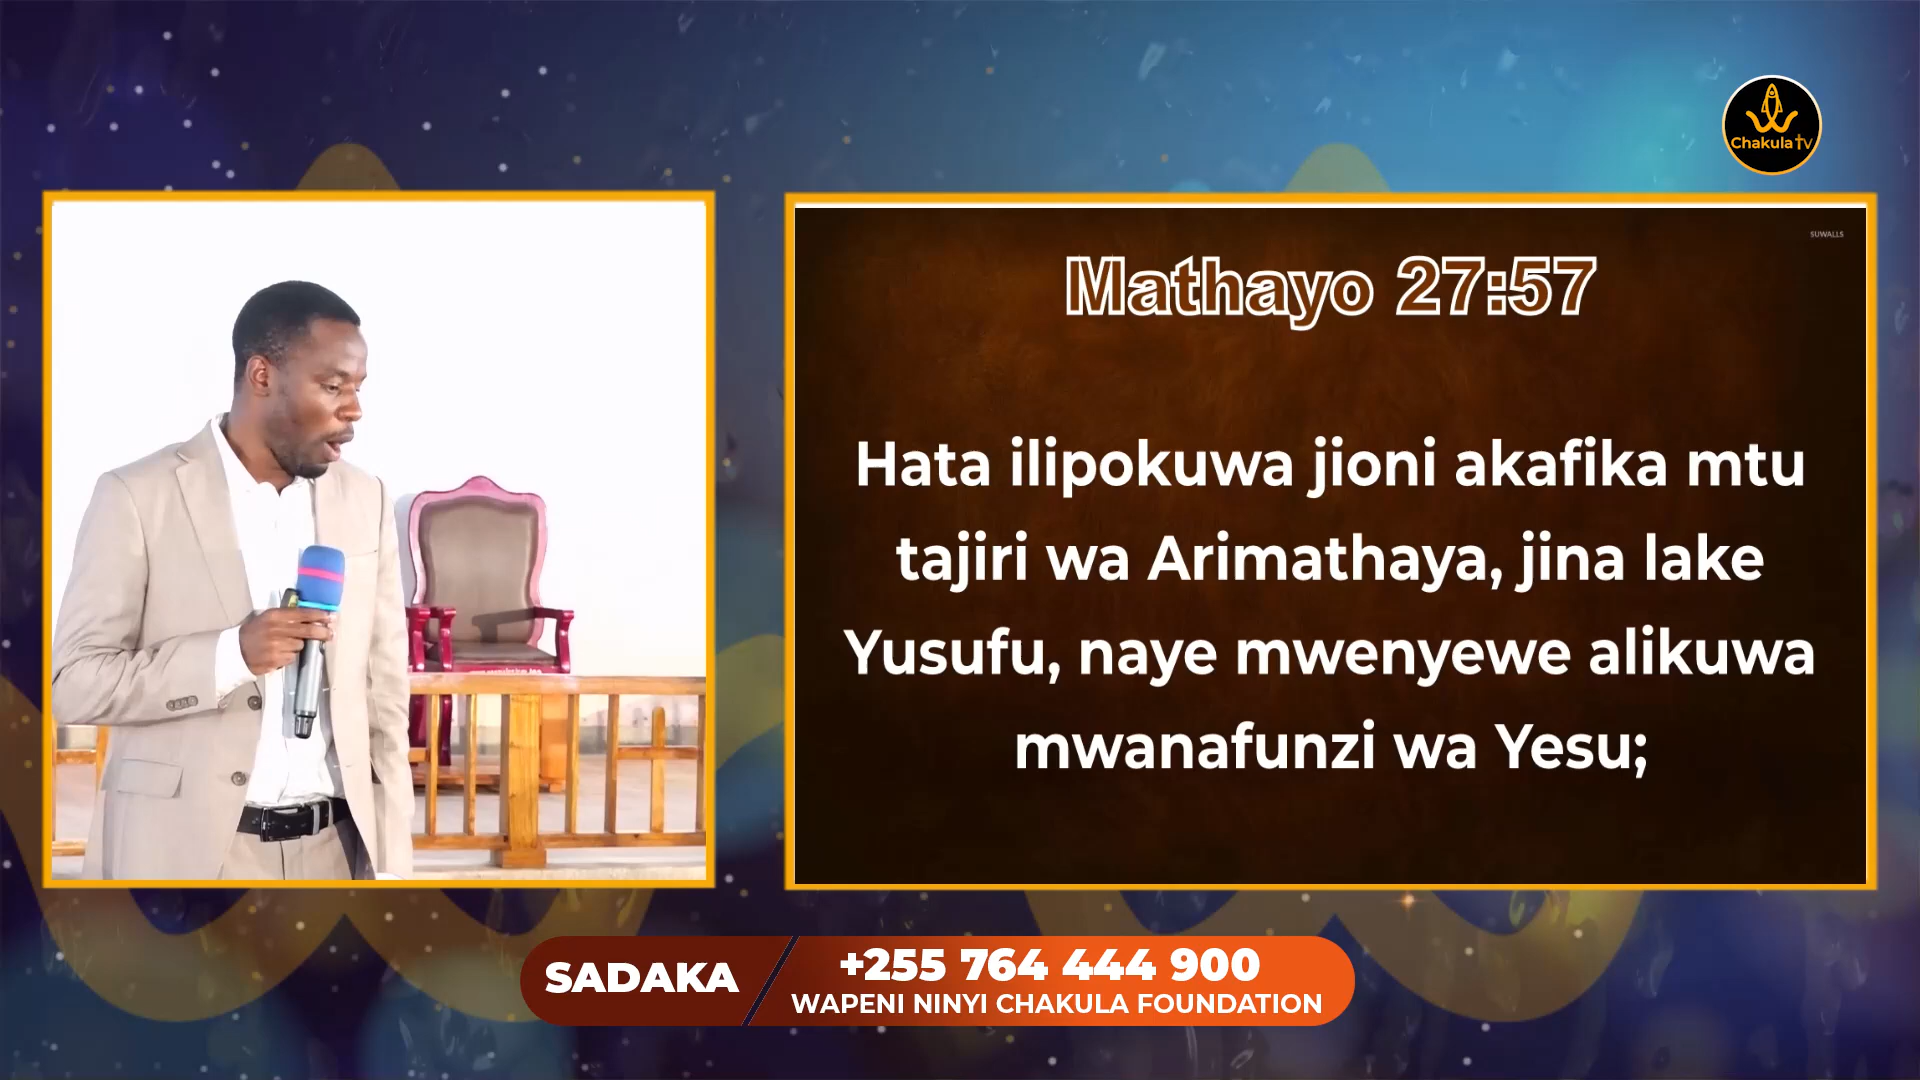 Chakula tv
SUWALLS
Mathayo 27:57
Hata ilipokuwa jioni akafika mtu
tajiri wa Arimathaya, jina lake
Yusufu, naye mwenyewe alikuwa
mwanafunzi wa Yesu;
SADAKA
+255 764 444 900
WAPENI NINYI CHAKULA FOUNDATION